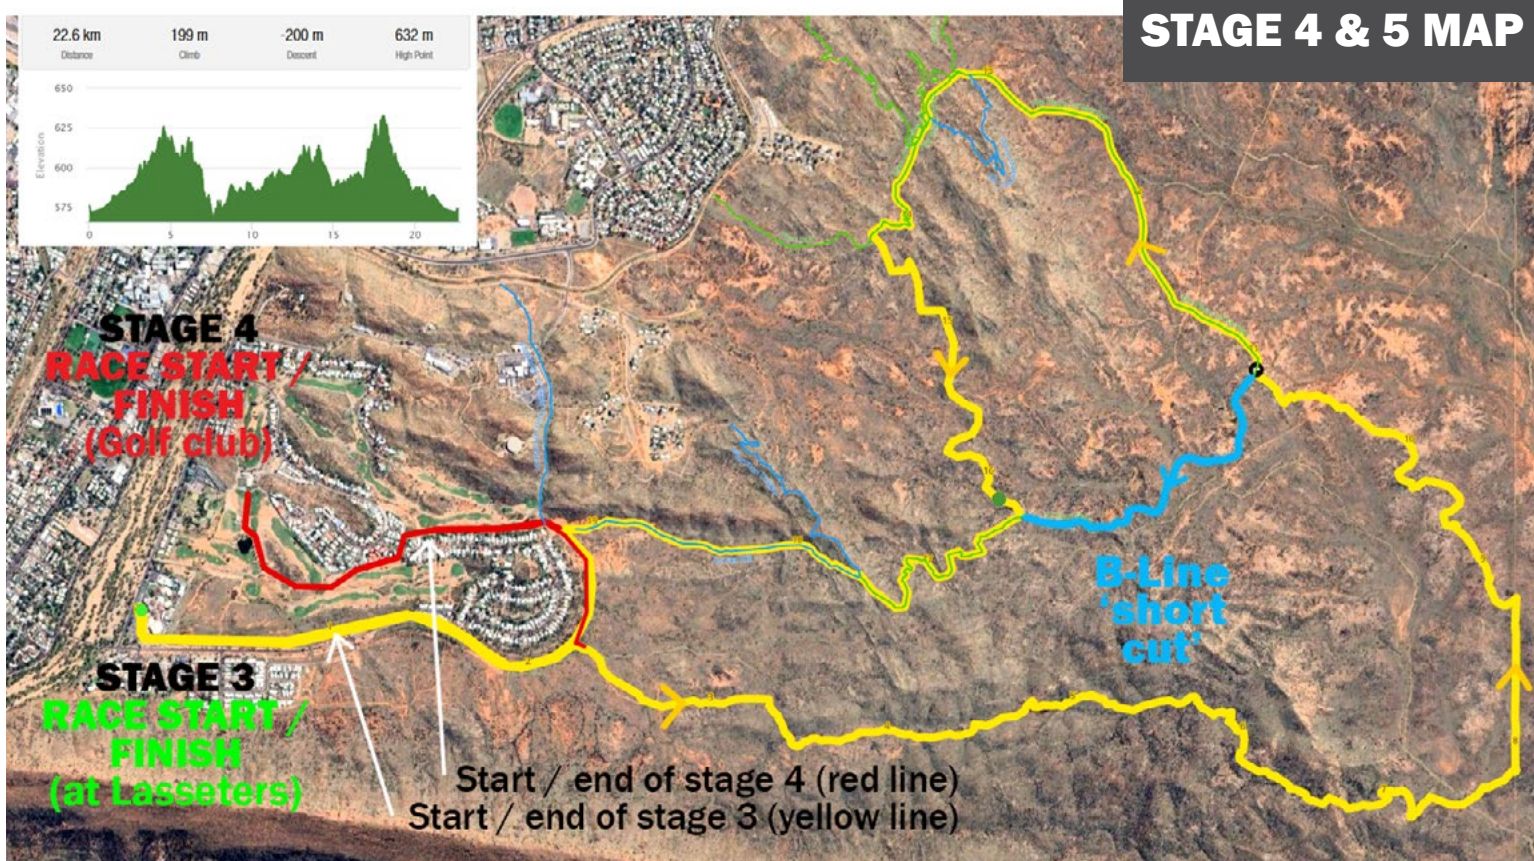 STAGE 4 & 5 MAP
22.6 km
199 m
-200 m
632 m
Distance
Climb
Descent
High Point
650
625
600
575
Elevation
0
5
10
15
20
STAGE 4
RACE START /
FINISH
(Golf club)
B-Line
‘short
cut’
STAGE 3
RACE START /
FINISH
(at Lasseters)
Start / end of stage 4 (red line)
Start / end of stage 3 (yellow line)